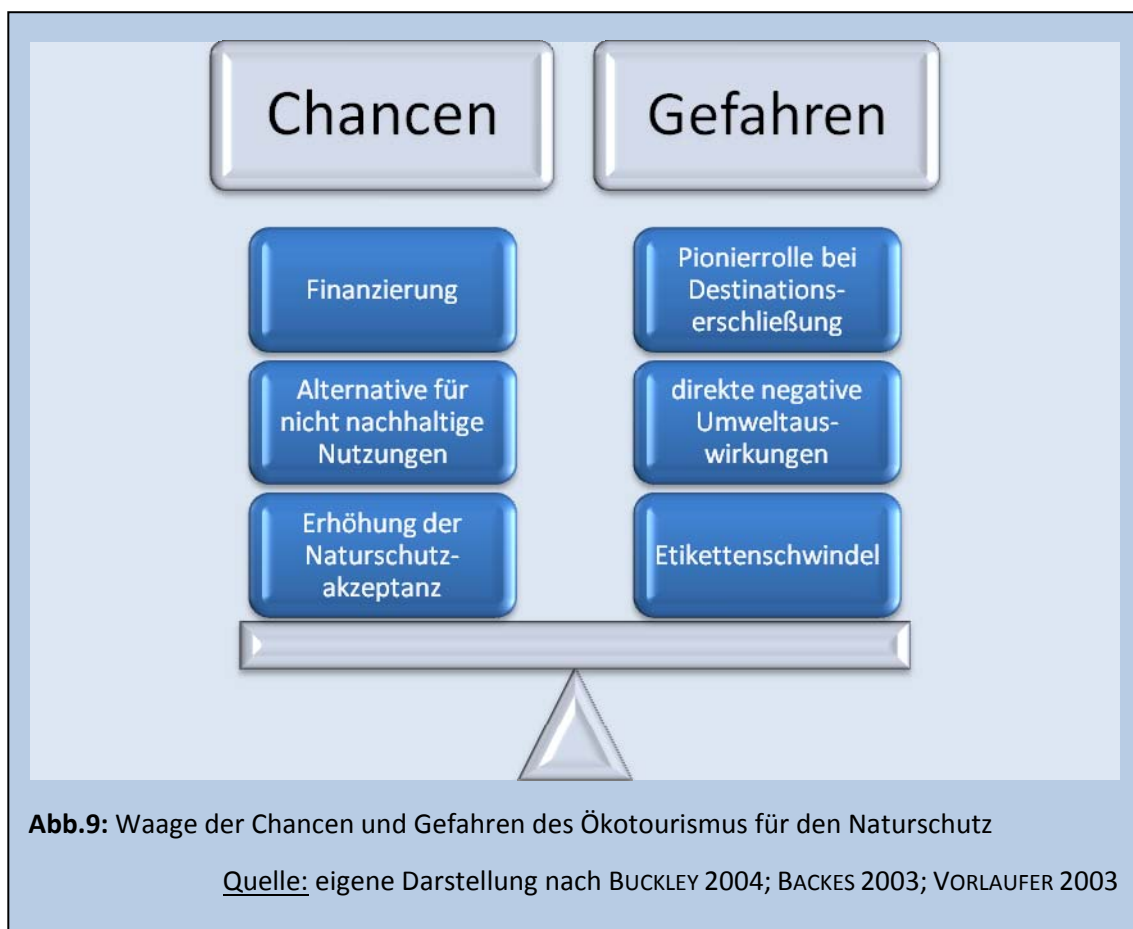 Chancen
Gefahren
Finanzierung
Alternative für
nicht nachhaltige
Nutzungen
Erhöhung der
Naturschutz-
akzeptanz
Pionierrolle bei
Destinations-
erschließung
direkte negative
Umweltaus-
wirkungen
Etikettenschwindel
Abb.9: Waage der Chancen und Gefahren des Ökotourismus für den Naturschutz
Quelle: eigene Darstellung nach BUCKLEY 2004; BACKES 2003; VORLAUFER 2003